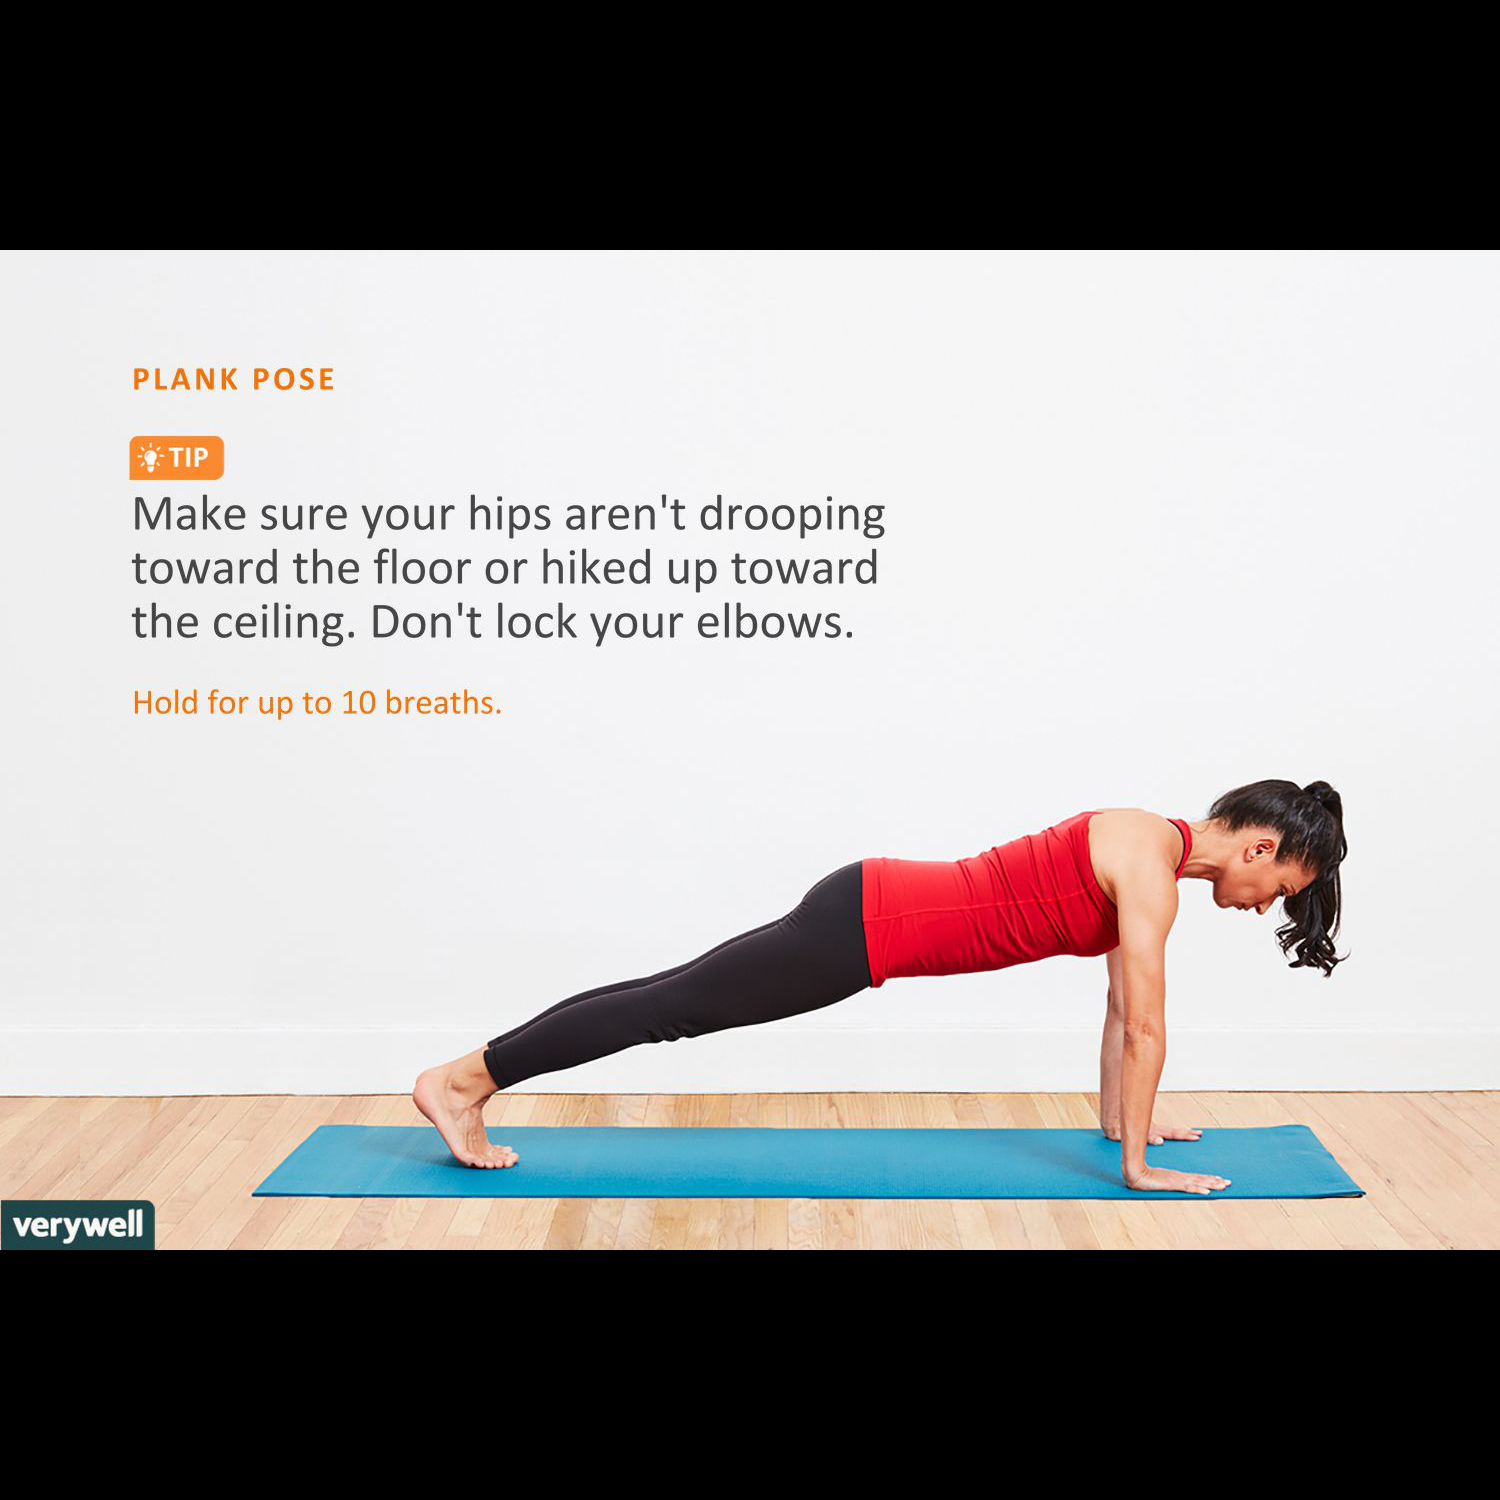 PLANK POSE
TIP
Make sure your hips aren't drooping
toward the floor or hiked up toward
the ceiling. Don't lock your elbows.
Hold for up to 10 breaths.
verywell